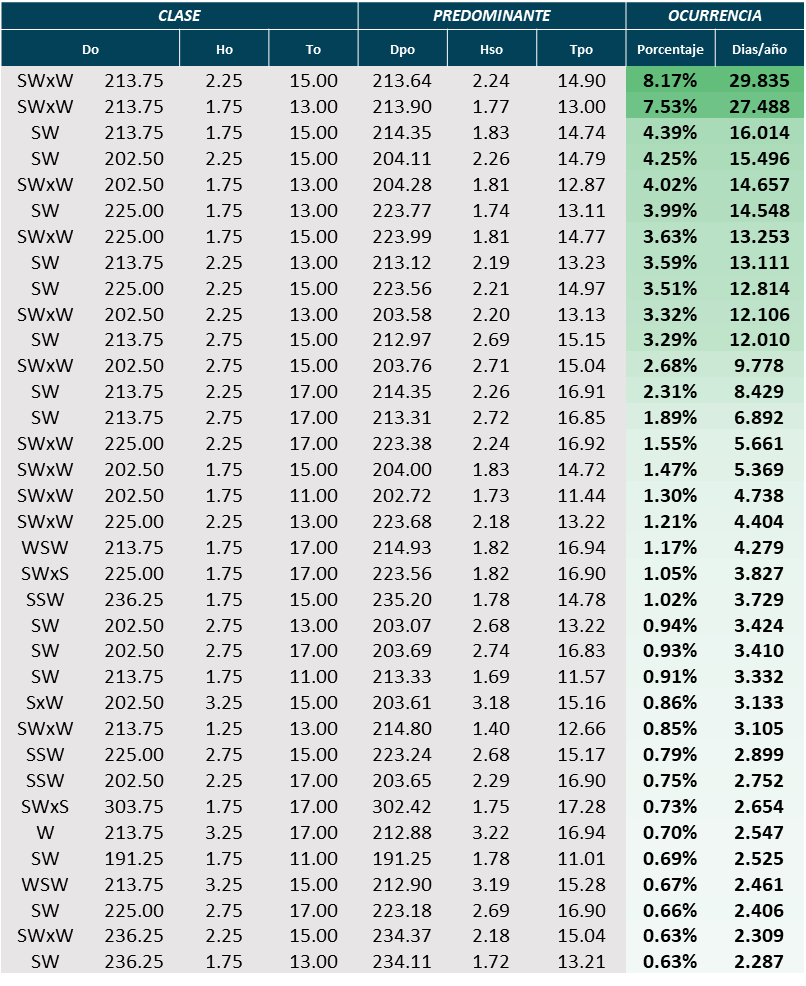 CLASE PREDOMINANTE OCURRENCIA
Do Ho To Dpo Hso Tpo Porcentaje Dias/año
SWxW 213.75 2.25 15.00 213.64 2.24 14.90 8.17% 29.835
SWxW 213.75 1.75 13.00 213.90 1.77 13.00 7.53% 27.488
SW 213.75 1.75 15.00 214.35 1.83 14.74 4.39% 16.014
SW 202.50 2.25 15.00 204.11 2.26 14.79 4.25% 15.496
SWxW 202.50 1.75 13.00 204.28 1.81 12.87 4.02% 14.657
SW 225.00 1.75 13.00 223.77 1.74 13.11 3.99% 14.548
SWxW 225.00 1.75 15.00 223.99 1.81 14.77 3.63% 13.253
SW 213.75 2.25 13.00 213.12 2.19 13.23 3.59% 13.111
SW 225.00 2.25 15.00 223.56 2.21 14.97 3.51% 12.814
SWxW 202.50 2.25 13.00 203.58 2.20 13.13 3.32% 12.106
SW 213.75 2.75 15.00 212.97 2.69 15.15 3.29% 12.010
SWxW 202.50 2.75 15.00 203.76 2.71 15.04 2.68% 9.778
SW 213.75 2.25 17.00 214.35 2.26 16.91 2.31% 8.429
SW 213.75 2.75 17.00 213.31 2.72 16.85 1.89% 6.892
SWxW 225.00 2.25 17.00 223.38 2.24 16.92 1.55% 5.661
SWxW 202.50 1.75 15.00 204.00 1.83 14.72 1.47% 5.369
SWxW 202.50 1.75 11.00 202.72 1.73 11.44 1.30% 4.738
SWxW 225.00 2.25 13.00 223.68 2.18 13.22 1.21% 4.404
WSW 213.75 1.75 17.00 214.93 1.82 16.94 1.17% 4.279
SWxS 225.00 1.75 17.00 223.56 1.82 16.90 1.05% 3.827
SSW 236.25 1.75 15.00 235.20 1.78 14.78 1.02% 3.729
SW 202.50 2.75 13.00 203.07 2.68 13.22 0.94% 3.424
SW 202.50 2.75 17.00 203.69 2.74 16.83 0.93% 3.410
SW 213.75 1.75 11.00 213.33 1.69 11.57 0.91% 3.332
SxW 202.50 3.25 15.00 203.61 3.18 15.16 0.86% 3.133
SWxW 213.75 1.25 13.00 214.80 1.40 12.66 0.85% 3.105
SSW 225.00 2.75 15.00 223.24 2.68 15.17 0.79% 2.899
SSW 202.50 2.25 17.00 203.65 2.29 16.90 0.75% 2.752
SWxS 303.75 1.75 17.00 302.42 1.75 17.28 0.73% 2.654
W 213.75 3.25 17.00 212.88 3.22 16.94 0.70% 2.547
SW 191.25 1.75 11.00 191.25 1.78 11.01 0.69% 2.525
WSW 213.75 3.25 15.00 212.90 3.19 15.28 0.67% 2.461
SW 225.00 2.75 17.00 223.18 2.69 16.90 0.66% 2.406
SWxW 236.25 2.25 15.00 234.37 2.18 15.04 0.63% 2.309
SW 236.25 1.75 13.00 234.11 1.72 13.21 0.63% 2.287